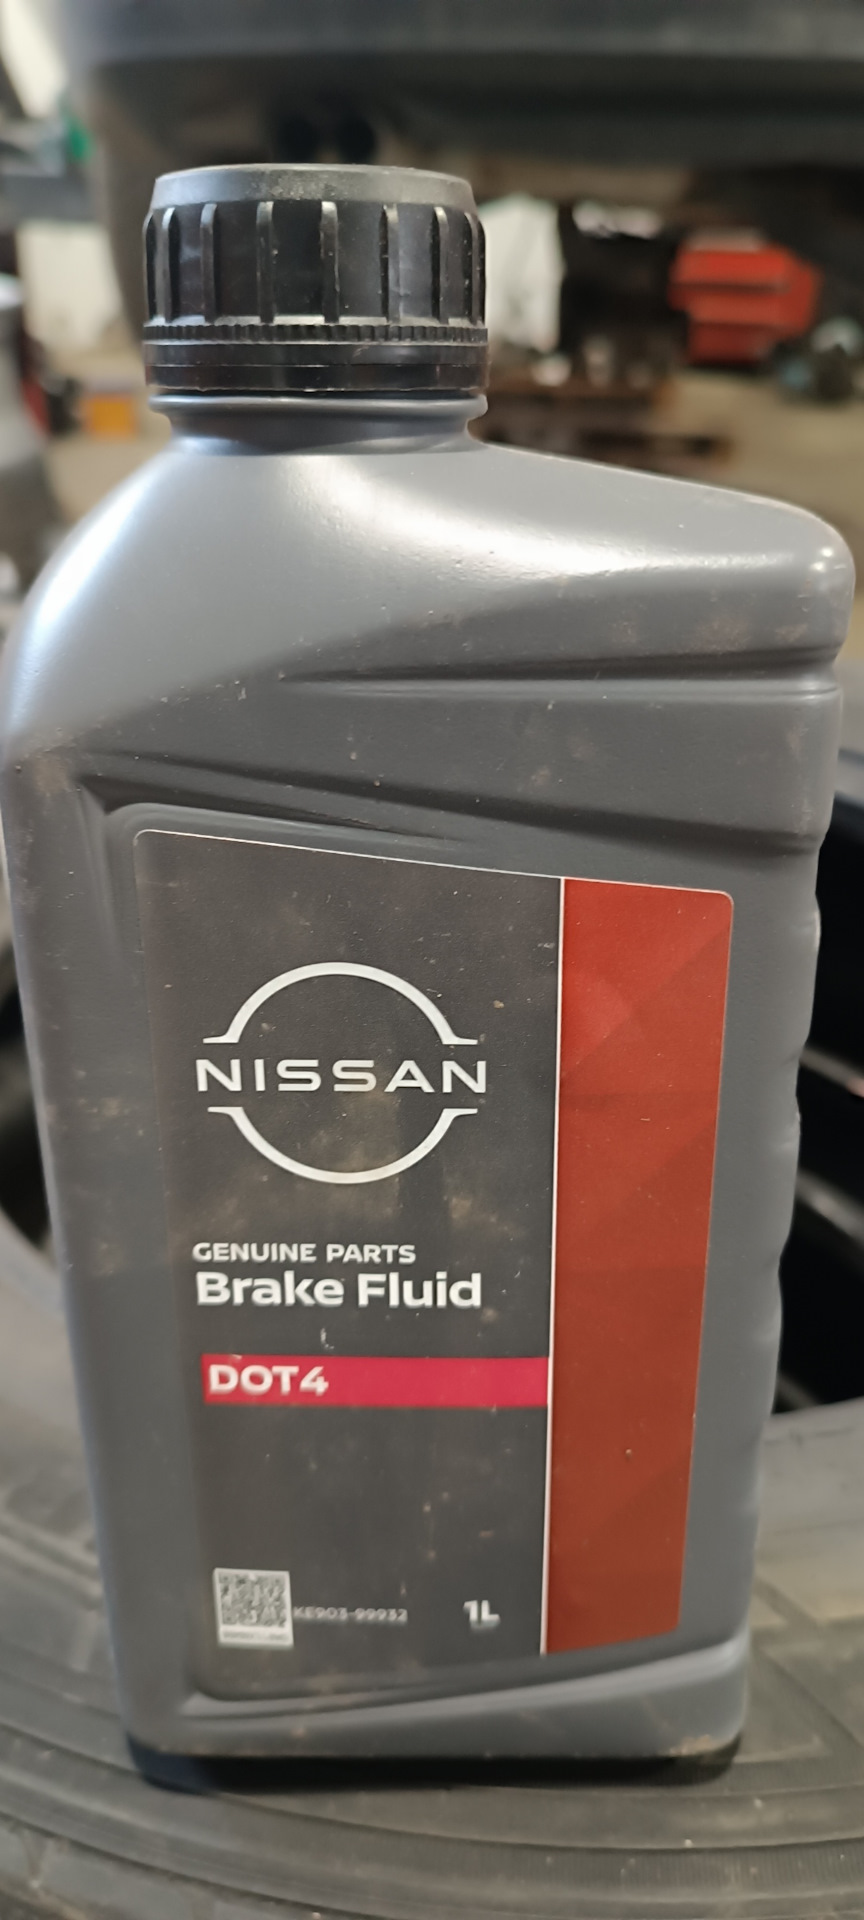 NISSAN
GENUINE PARTS
Brake Fluid
DOT4
KE903-99932
1L